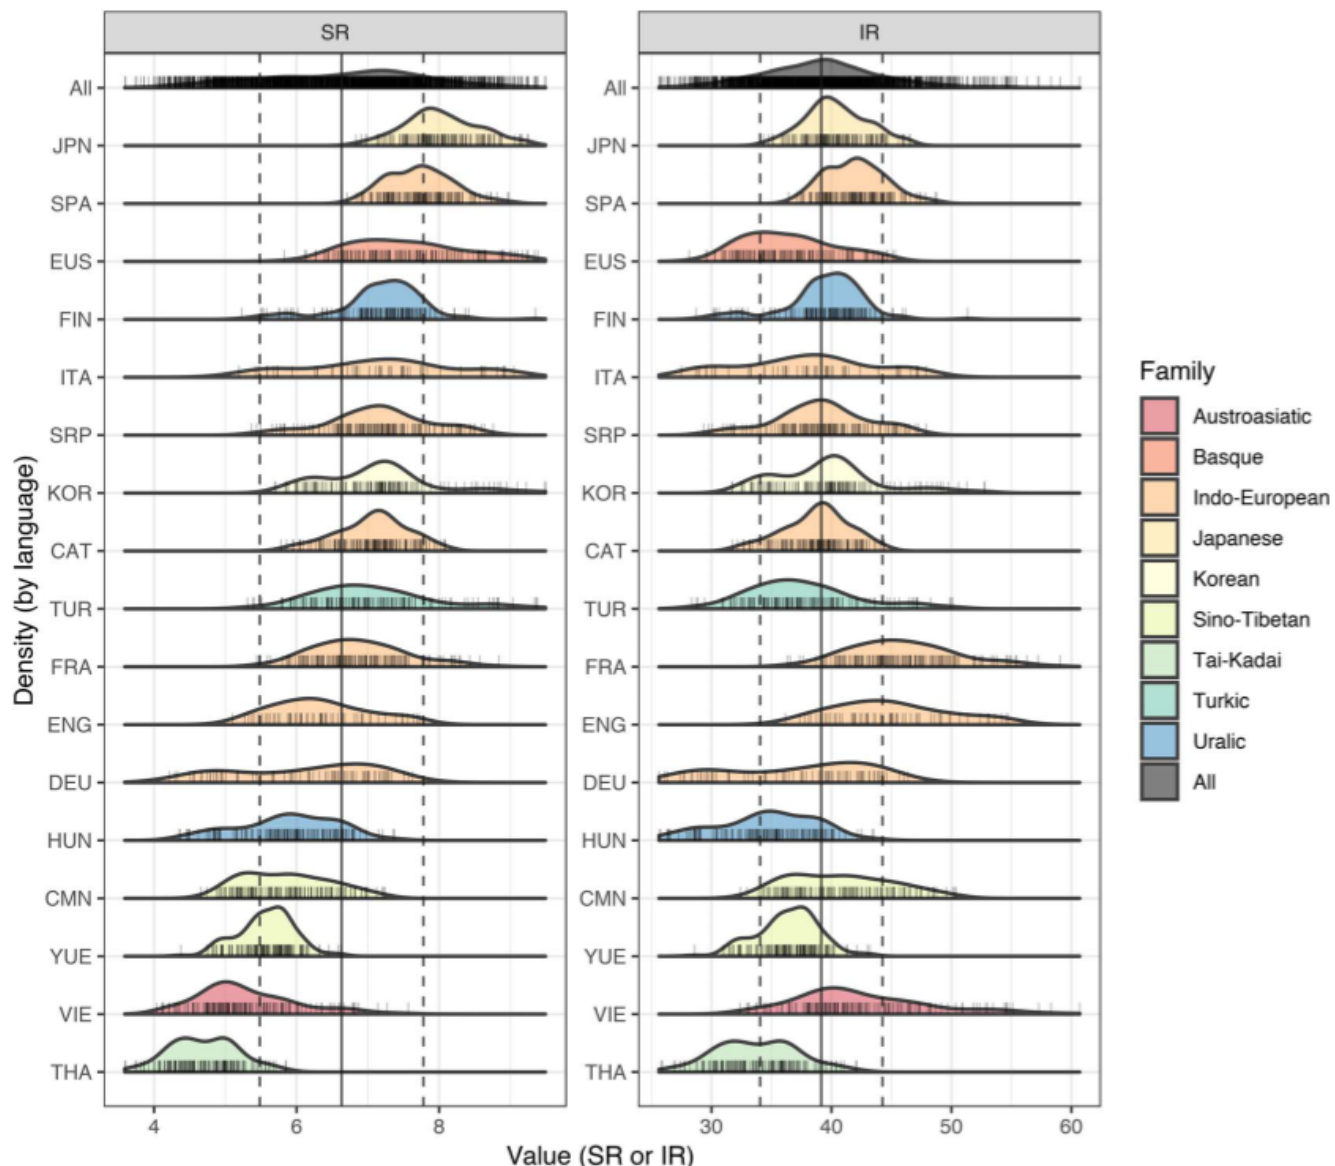 SR
IR
All
JPN
SPA
EUS
FIN
ITA
SRP
KOR
CAT
TUR
FRA
ENG
DEU
HUN
CMN
YUE
VIE
THA
All
JPN
SPA
EUS
FIN
ITA
SRP
KOR
CAT
TUR
FRA
ENG
DEU
HUN
CMN
YUE
VIE
THA
Density (by language)
4 6 8
30 40 50 60
Value (SR or IR)
Family
Austroasiatic
Basque
Indo-European
Japanese
Korean
Sino-Tibetan
Tai-Kadai
Turkic
Uralic
All